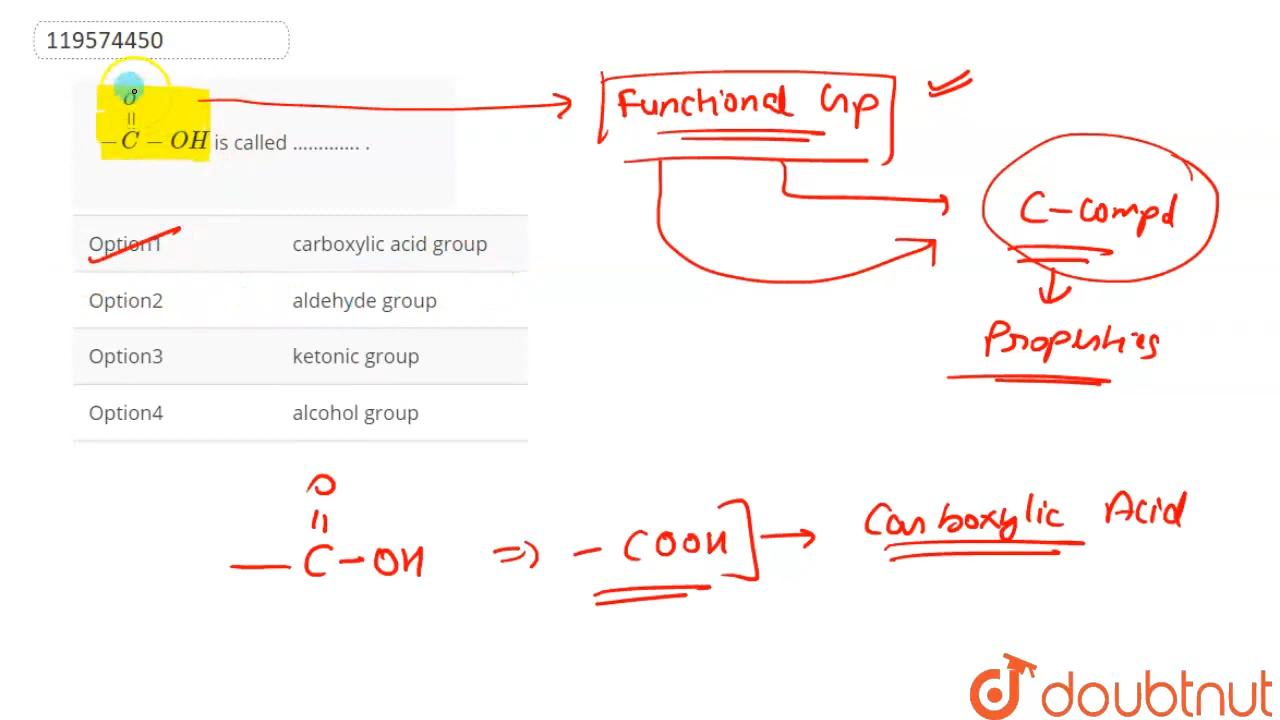 119574450
O
||
– C – OH is called ............. .
Functional Grp
C-compd
Properties
Option1 carboxylic acid group
Option2 aldehyde group
Option3 ketonic group
Option4 alcohol group
O
||
— C – OH ⇒ – COOH → Carboxylic Acid
doubtnut